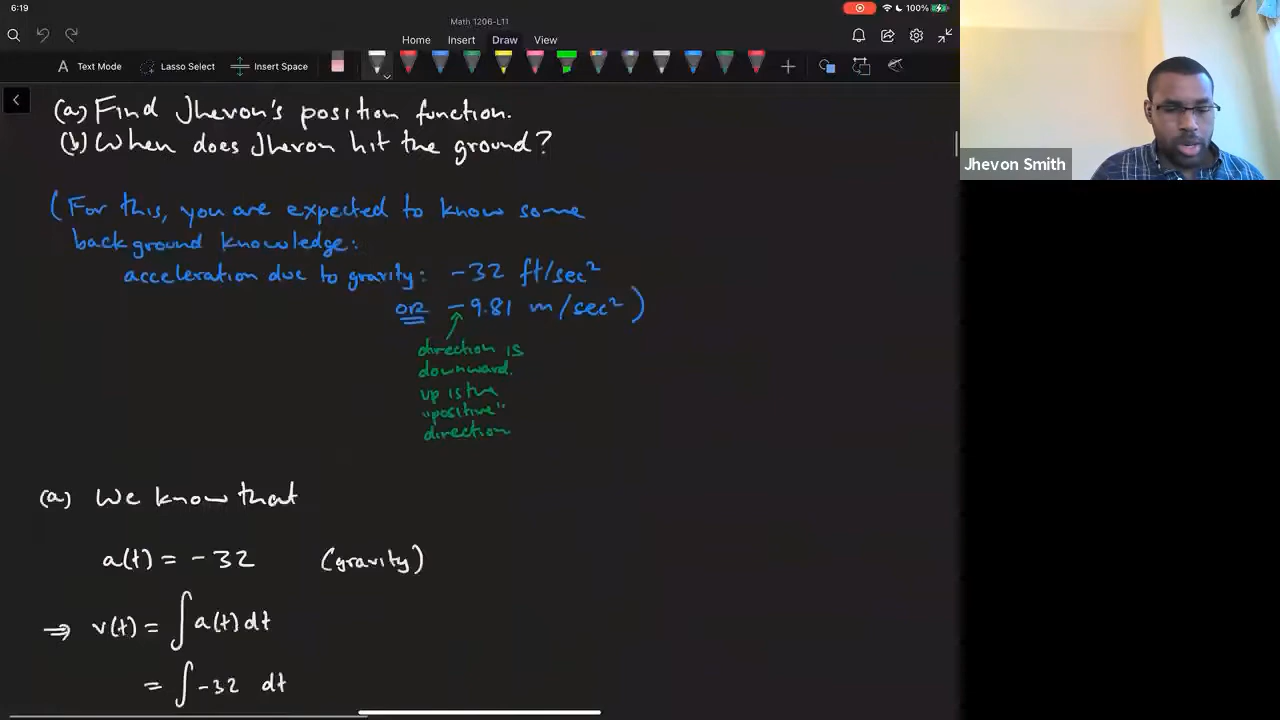 6:19
100%
Math 1206-L11
Home Insert Draw View
Text Mode Lasso Select Insert Space
(a) Find Jhevon's position function.
(b) When does Jhevon hit the ground?
(For this, you are expected to know some
background knowledge:
acceleration due to gravity: -32 ft/sec²
OR -9.81 m/sec²)
direction is
downward.
up is the
"positive"
direction
(a) We know that
a(t) = -32 (gravity)
⇒ v(t) = ∫ a(t) dt
= ∫ -32 dt
Jhevon Smith